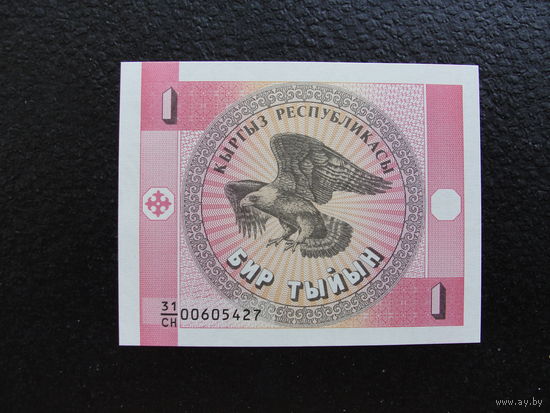 1
КЫРГЫЗ РЕСПУБЛИКАСЫ
БИР ТЫЙЫН
1
31
СН 00605427
www.ay.by